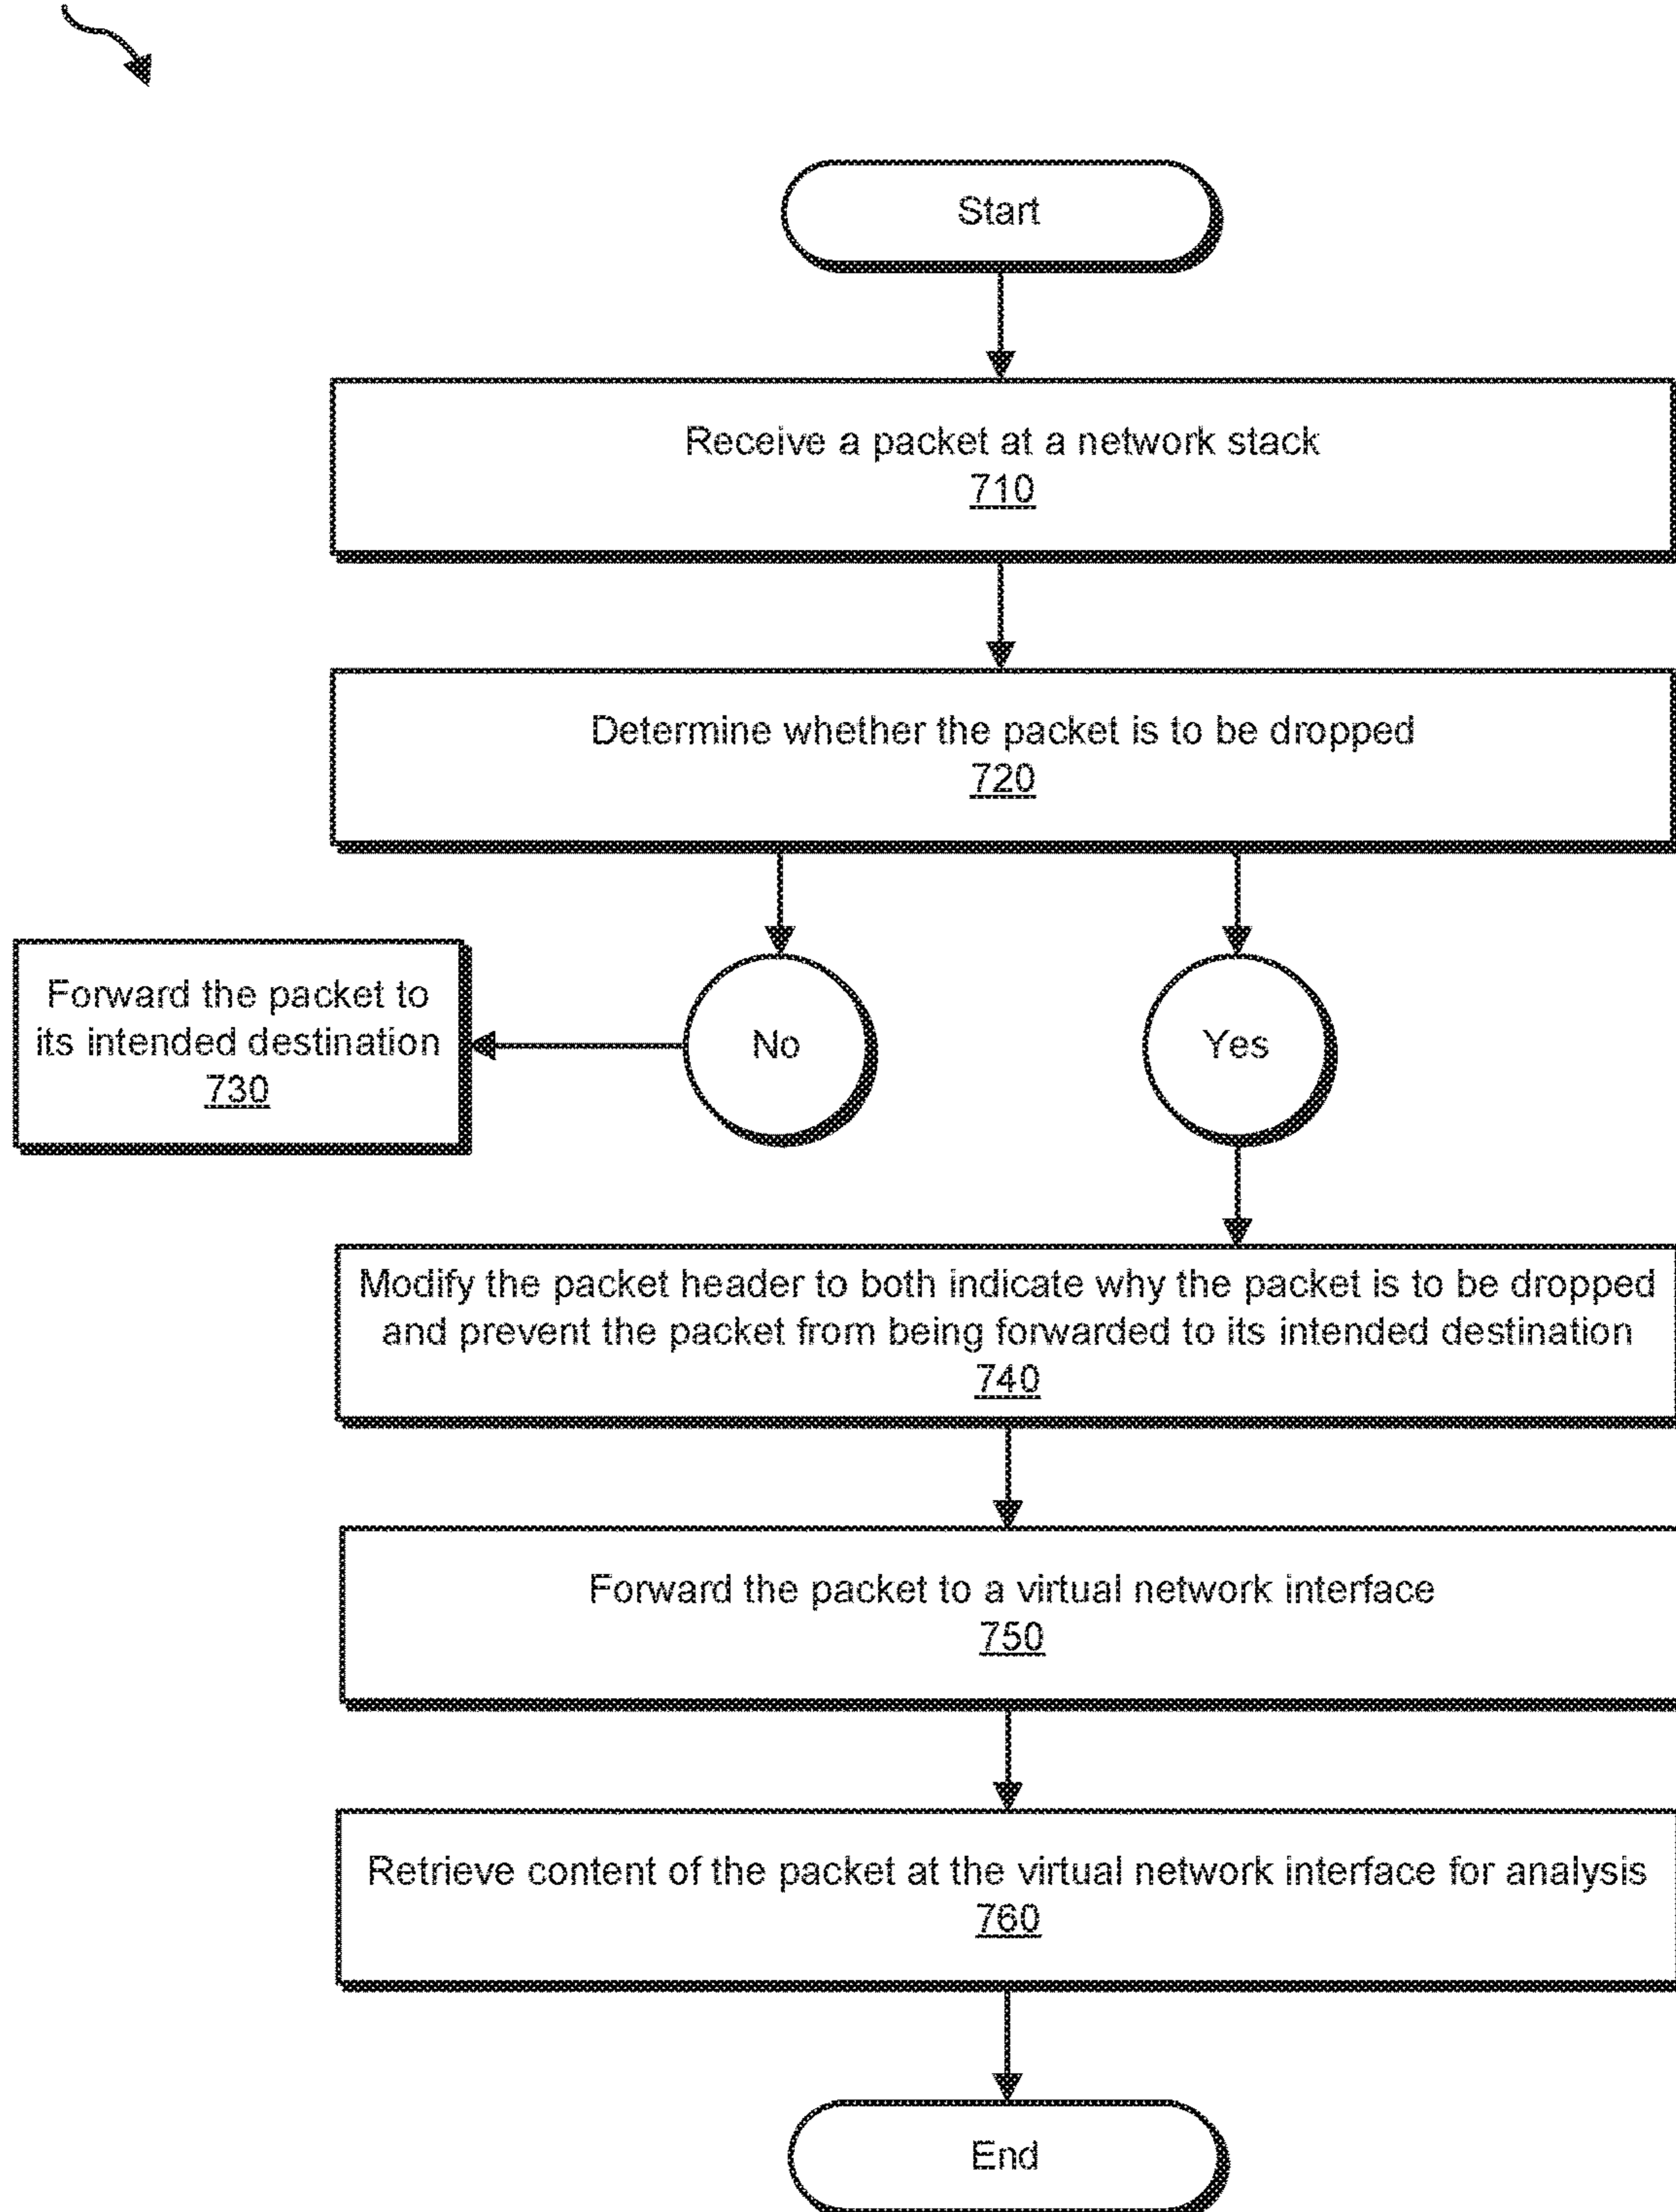 Start
Receive a packet at a network stack
710
Determine whether the packet is to be dropped
720
Forward the packet to
its intended destination
730
No
Yes
Modify the packet header to both indicate why the packet is to be dropped
and prevent the packet from being forwarded to its intended destination
740
Forward the packet to a virtual network interface
750
Retrieve content of the packet at the virtual network interface for analysis
760
End